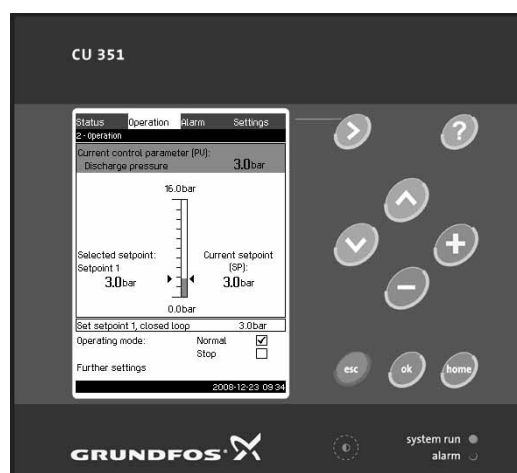 CU 351
Status Operation Alarm Settings
2 - Operation
Current control parameter (PV):
Discharge pressure 3.0bar
16.0bar
Selected setpoint: Current setpoint
Setpoint 1 (SP):
3.0bar 3.0bar
0.0bar
Set setpoint 1, closed loop 3.0bar
Operating mode: Normal
Stop
Further settings
2008-12-23 09:34
>
?
+
−
esc ok home
GRUNDFOS
system run
alarm